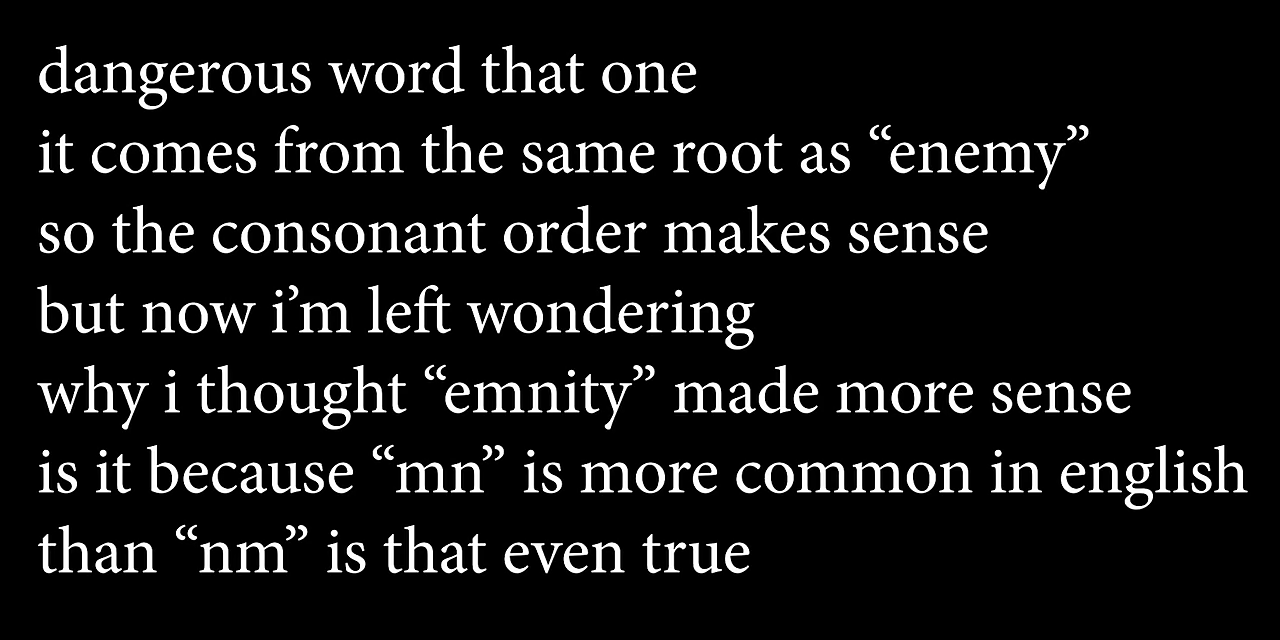 dangerous word that one
it comes from the same root as “enemy”
so the consonant order makes sense
but now i’m left wondering
why i thought “emnity” made more sense
is it because “mn” is more common in english
than “nm” is that even true